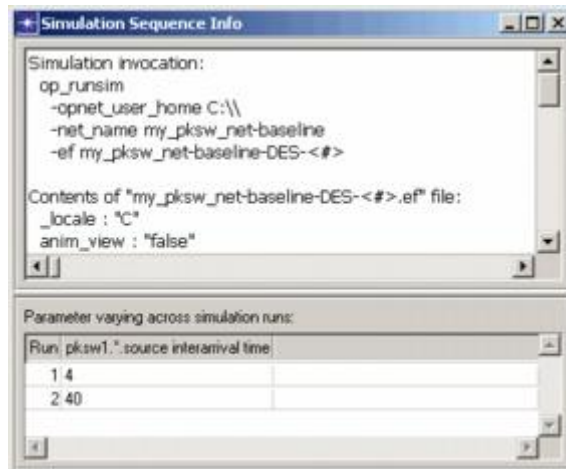 Simulation Sequence Info
Simulation invocation:
op_runsim
-opnet_user_home C:\\
-net_name my_pksw_net-baseline
-ef my_pksw_net-baseline-DES-<#>
Contents of "my_pksw_net-baseline-DES-<#>.ef" file:
_locale : "C"
anim_view : "false"
Parameter varying across simulation runs:
Run pksw1.*.source interarrival time
1 4
2 40